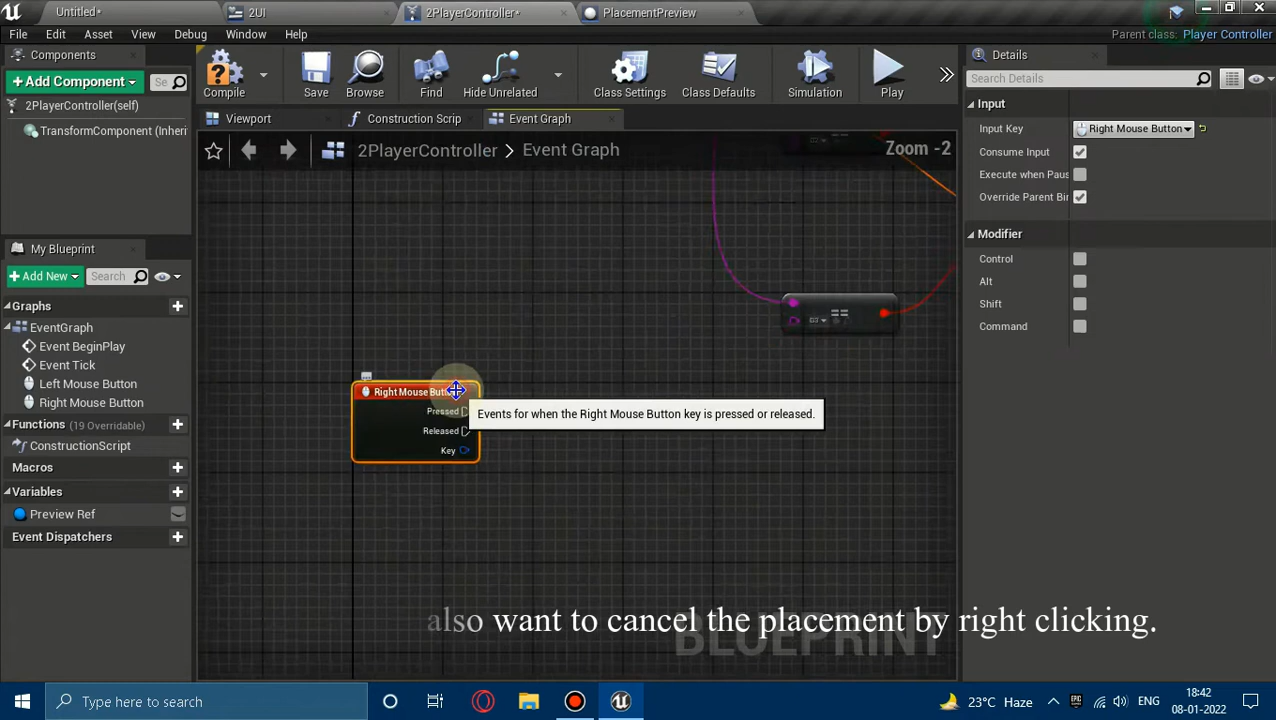 Untitled*
2UI
2PlayerController*
PlacementPreview
File Edit Asset View Debug Window Help
Parent class: Player Controller
Components
+ Add Component
Se
2PlayerController(self)
TransformComponent (Inheri
Compile
Save
Browse
Find
Hide Unrelated
Class Settings
Class Defaults
Simulation
Play
Viewport
Construction Scrip
Event Graph
2PlayerController > Event Graph
Zoom -2
Right Mouse Butt
Pressed
Released
Key
Events for when the Right Mouse Button key is pressed or released.
==
BLUEPRINT
also want to cancel the placement by right clicking.
My Blueprint
+ Add New
Search
Graphs
EventGraph
Event BeginPlay
Event Tick
Left Mouse Button
Right Mouse Button
Functions (19 Overridable)
ConstructionScript
Macros
Variables
Preview Ref
Event Dispatchers
Details
Search Details
Input
Input Key Right Mouse Button
Consume Input
Execute when Paus
Override Parent Bir
Modifier
Control
Alt
Shift
Command
Type here to search
23°C Haze
ENG
18:42
08-01-2022